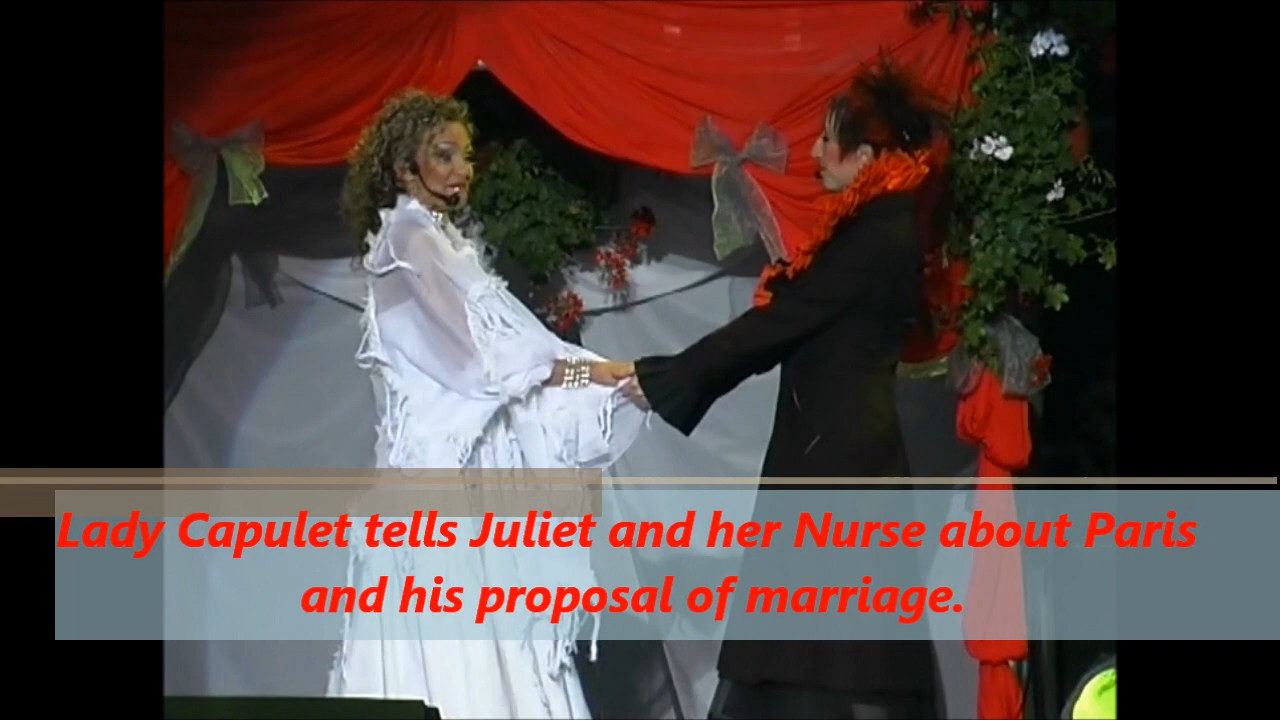 Lady Capulet tells Juliet and her Nurse about Paris
and his proposal of marriage.